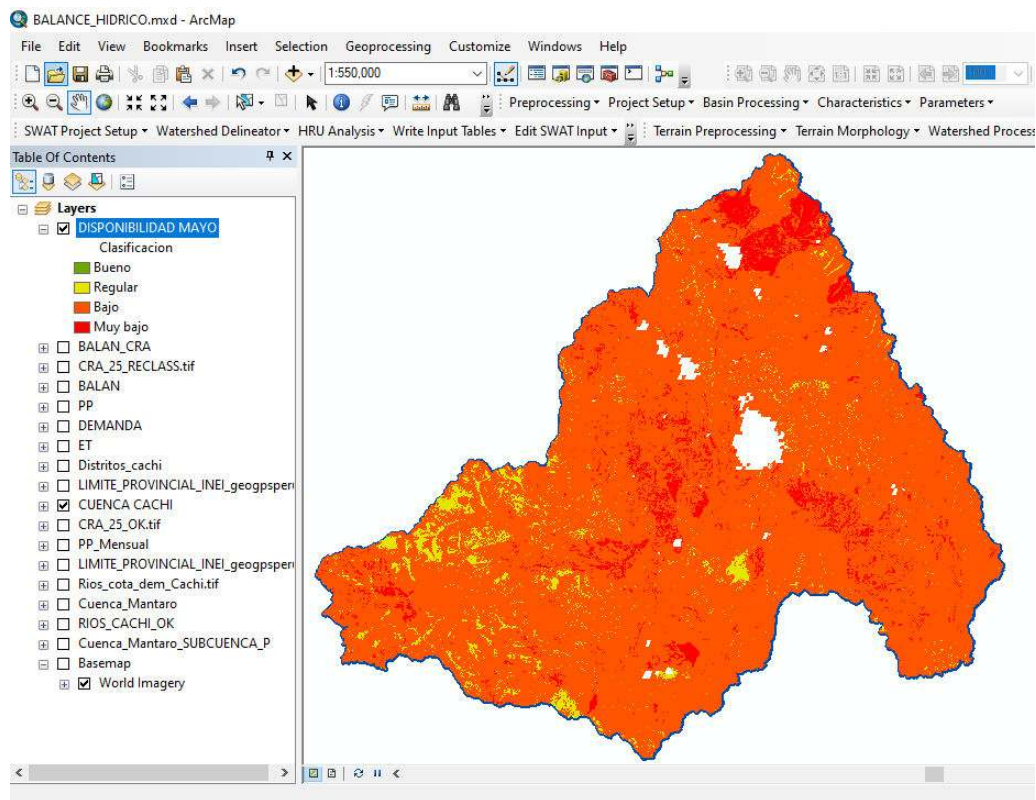 BALANCE_HIDRICO.mxd - ArcMap
File Edit View Bookmarks Insert Selection Geoprocessing Customize Windows Help
1:550,000
Preprocessing Project Setup Basin Processing Characteristics Parameters
SWAT Project Setup Watershed Delineator HRU Analysis Write Input Tables Edit SWAT Input Terrain Preprocessing Terrain Morphology Watershed Process
Table Of Contents
Layers
DISPONIBILIDAD MAYO
Clasificacion
Bueno
Regular
Bajo
Muy bajo
BALAN_CRA
CRA_25_RECLASS.tif
BALAN
PP
DEMANDA
ET
Distritos_cachi
LIMITE_PROVINCIAL_INEI_geogpsper
CUENCA CACHI
CRA_25_OK.tif
PP_Mensual
LIMITE_PROVINCIAL_INEI_geogpsper
Rios_cota_dem_Cachi.tif
Cuenca_Mantaro
RIOS_CACHI_OK
Cuenca_Mantaro_SUBCUENCA_P
Basemap
World Imagery